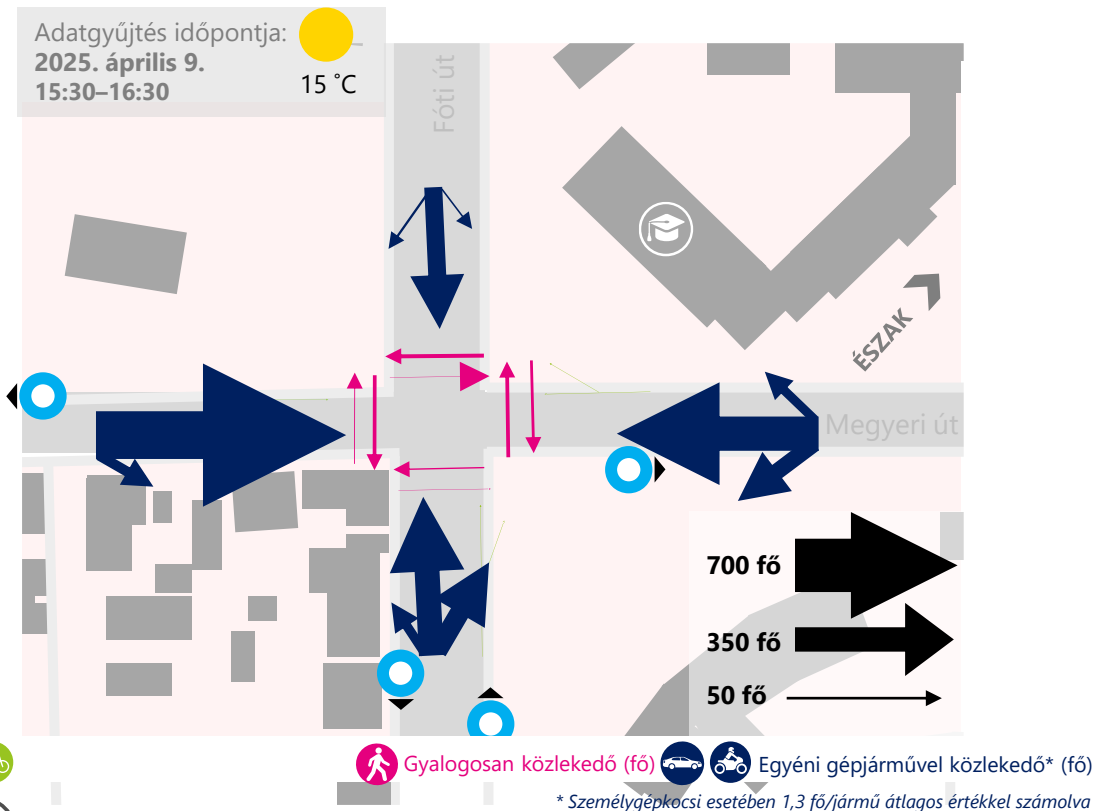 Adatgyűjtés időpontja:
2025. április 9.
15:30–16:30
15 ˚C
Fóti út
ÉSZAK
Megyeri út
700 fő
350 fő
50 fő
Gyalogosan közlekedő (fő)
Egyéni gépjárművel közlekedő* (fő)
* Személygépkocsi esetében 1,3 fő/jármű átlagos értékkel számolva